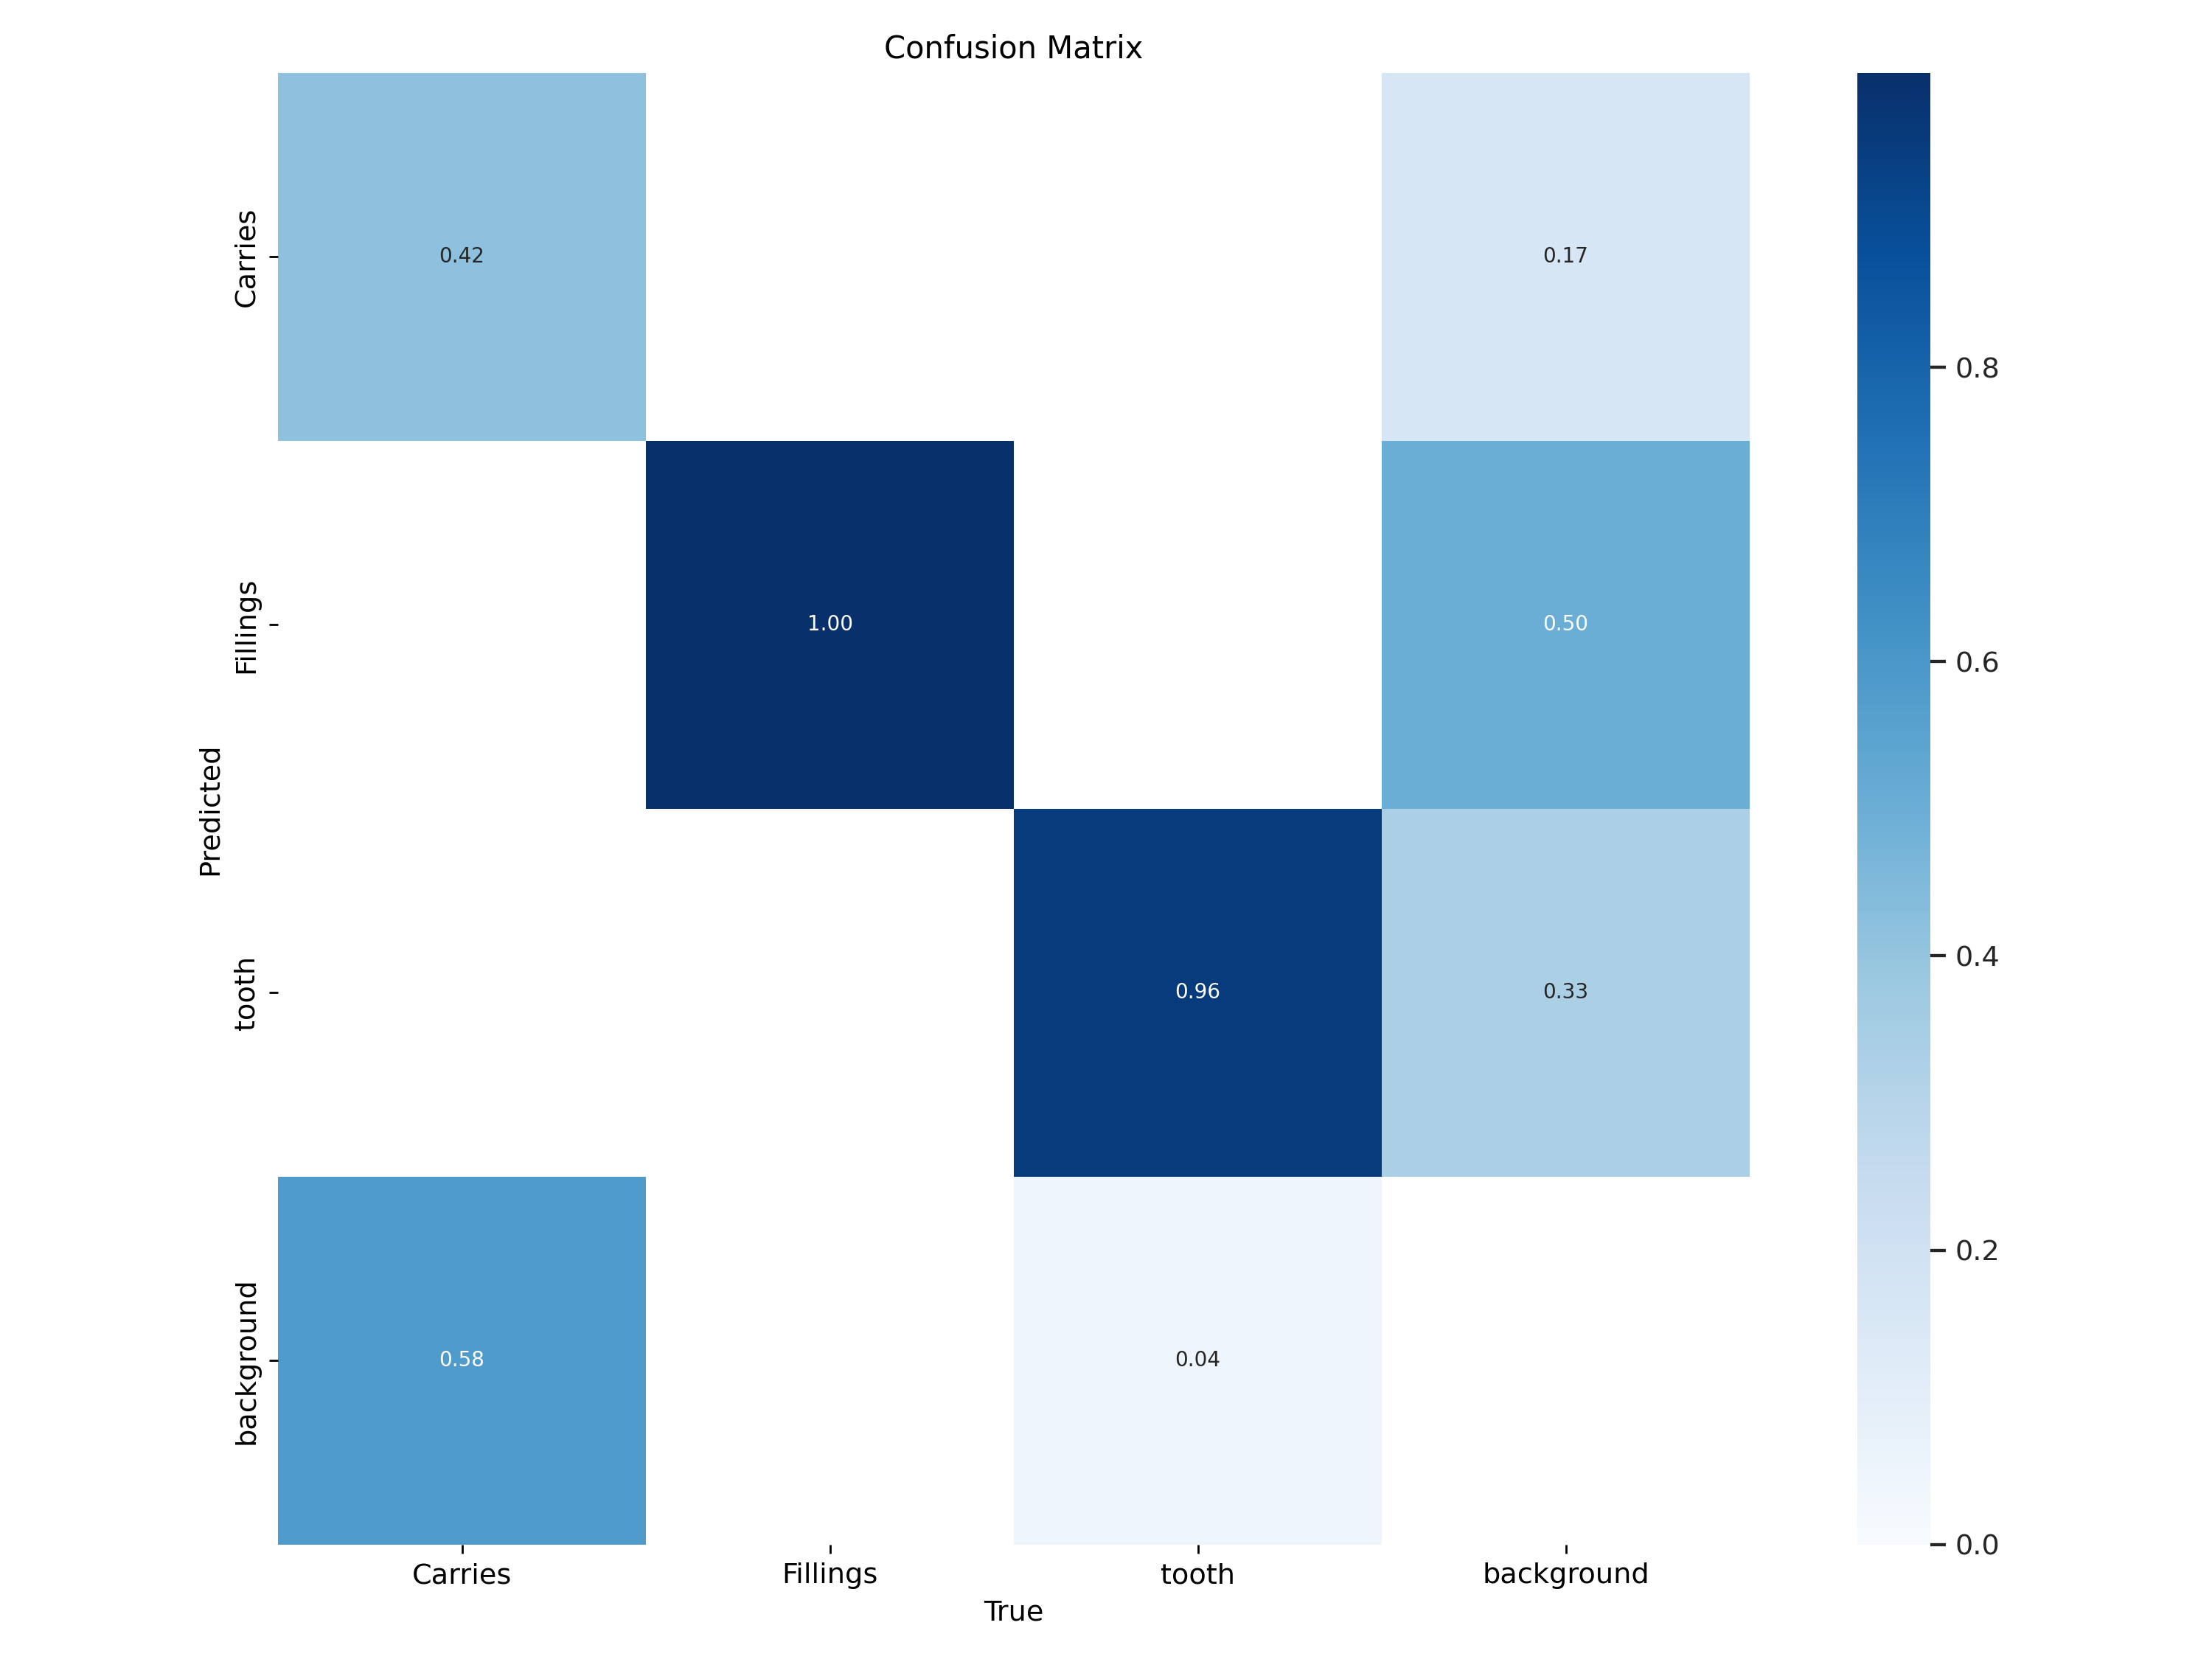 Confusion Matrix
Carries
0.42
0.17
0.8
Fillings
1.00
0.50
0.6
Predicted
tooth
0.96
0.33
0.4
background
0.58
0.04
0.2
0.0
Carries
Fillings
tooth
background
True